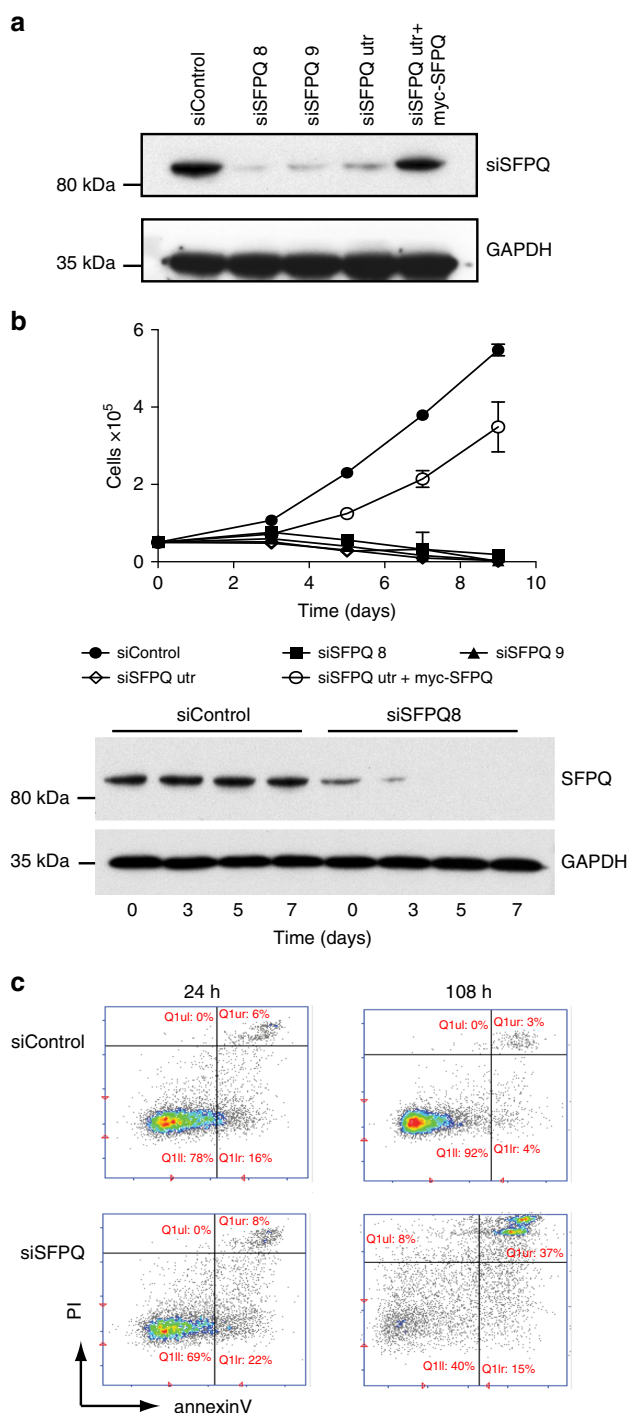 a
siControl
siSFPQ 8
siSFPQ 9
siSFPQ utr
siSFPQ utr+
myc-SFPQ
80 kDa
siSFPQ
35 kDa
GAPDH
b
6
4
2
0
Cells ×10⁵
0 2 4 6 8 10
Time (days)
siControl siSFPQ 8 siSFPQ 9
siSFPQ utr siSFPQ utr + myc-SFPQ
siControl siSFPQ8
80 kDa
SFPQ
35 kDa
GAPDH
0 3 5 7 0 3 5 7
Time (days)
c
24 h 108 h
siControl
Q1ul: 0% Q1ur: 6%
Q1ll: 78% Q1lr: 16%
Q1ul: 0% Q1ur: 3%
Q1ll: 92% Q1lr: 4%
siSFPQ
Q1ul: 0% Q1ur: 8%
Q1ll: 69% Q1lr: 22%
Q1ul: 8% Q1ur: 37%
Q1ll: 40% Q1lr: 15%
PI
annexinV